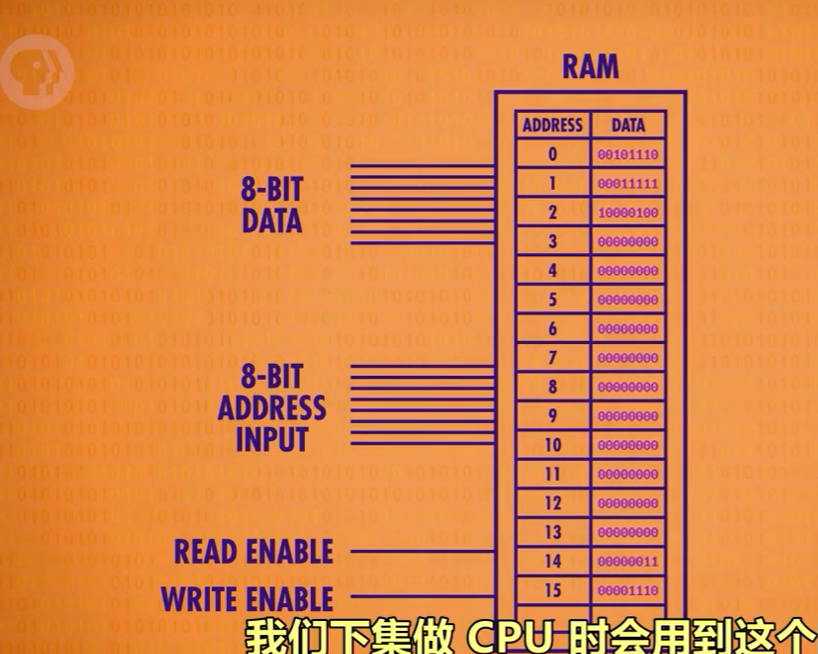 RAM
ADDRESS DATA
0 00101110
1 00011111
2 10000100
3 00000000
4 00000000
5 00000000
6 00000000
7 00000000
8 00000000
9 00000000
10 00000000
11 00000000
12 00000000
13 00000000
14 00000011
15 00001110
8-BIT
DATA
8-BIT
ADDRESS
INPUT
READ ENABLE
WRITE ENABLE
我们下集做 CPU 时会用到这个